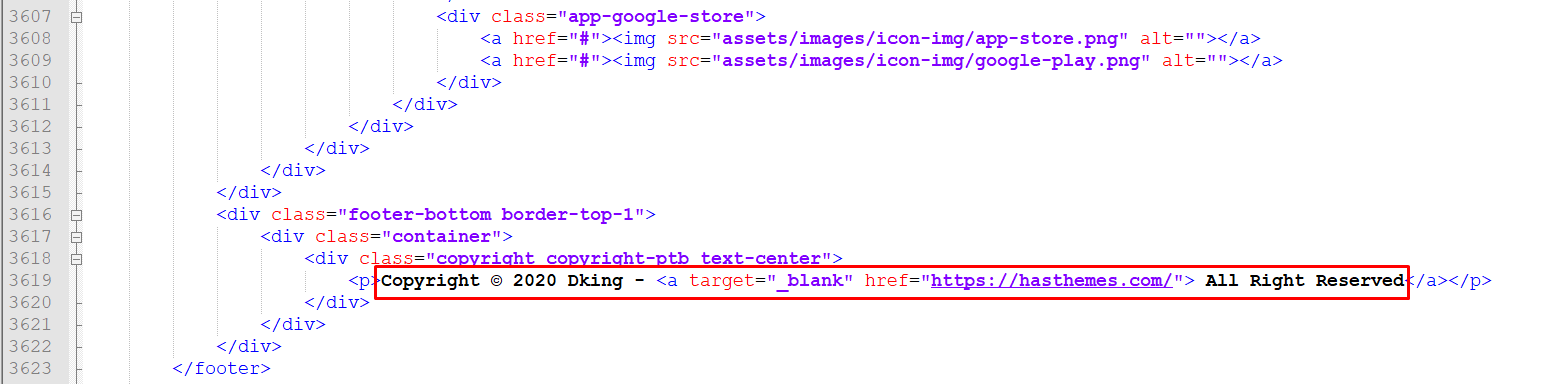 3607 <div class="app-google-store">
3608 <a href="#"><img src="assets/images/icon-img/app-store.png" alt=""></a>
3609 <a href="#"><img src="assets/images/icon-img/google-play.png" alt=""></a>
3610 </div>
3611 </div>
3612 </div>
3613 </div>
3614 </div>
3615 </div>
3616 <div class="footer-bottom border-top-1">
3617 <div class="container">
3618 <div class="copyright copyright-ptb text-center">
3619 <p>Copyright © 2020 Dking - <a target="_blank" href="https://hasthemes.com/"> All Right Reserved</a></p>
3620 </div>
3621 </div>
3622 </div>
3623 </footer>